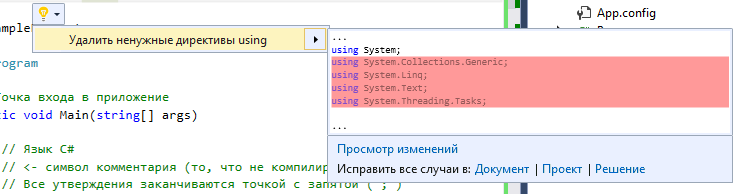 App.config
ample
Удалить ненужные директивы using
...
using System;
using System.Collections.Generic;
using System.Linq;
using System.Text;
using System.Threading.Tasks;
...
rogram
Точка входа в приложение
tic void Main(string[] args)
// Язык C#
// <- символ комментария (то, что не компилир
// Все утверждения заканчиваются точкой с запятой ( ; )
Просмотр изменений
Исправить все случаи в: Документ | Проект | Решение